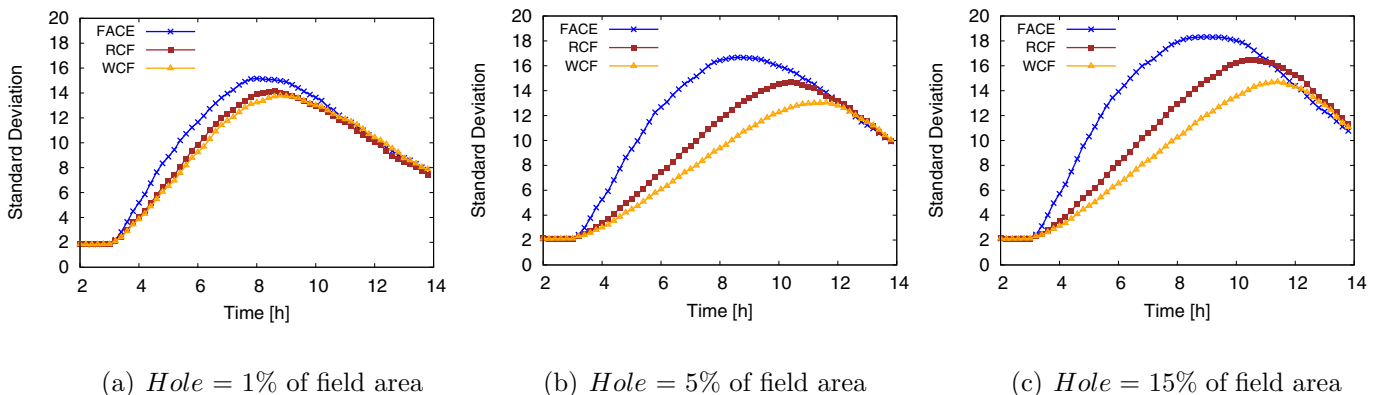 20
18
16
14
12
10
8
6
4
2
0
Standard Deviation
FACE
RCF
WCF
2 4 6 8 10 12 14
Time [h]
(a) Hole = 1% of field area
20
18
16
14
12
10
8
6
4
2
0
Standard Deviation
FACE
RCF
WCF
2 4 6 8 10 12 14
Time [h]
(b) Hole = 5% of field area
20
18
16
14
12
10
8
6
4
2
0
Standard Deviation
FACE
RCF
WCF
2 4 6 8 10 12 14
Time [h]
(c) Hole = 15% of field area